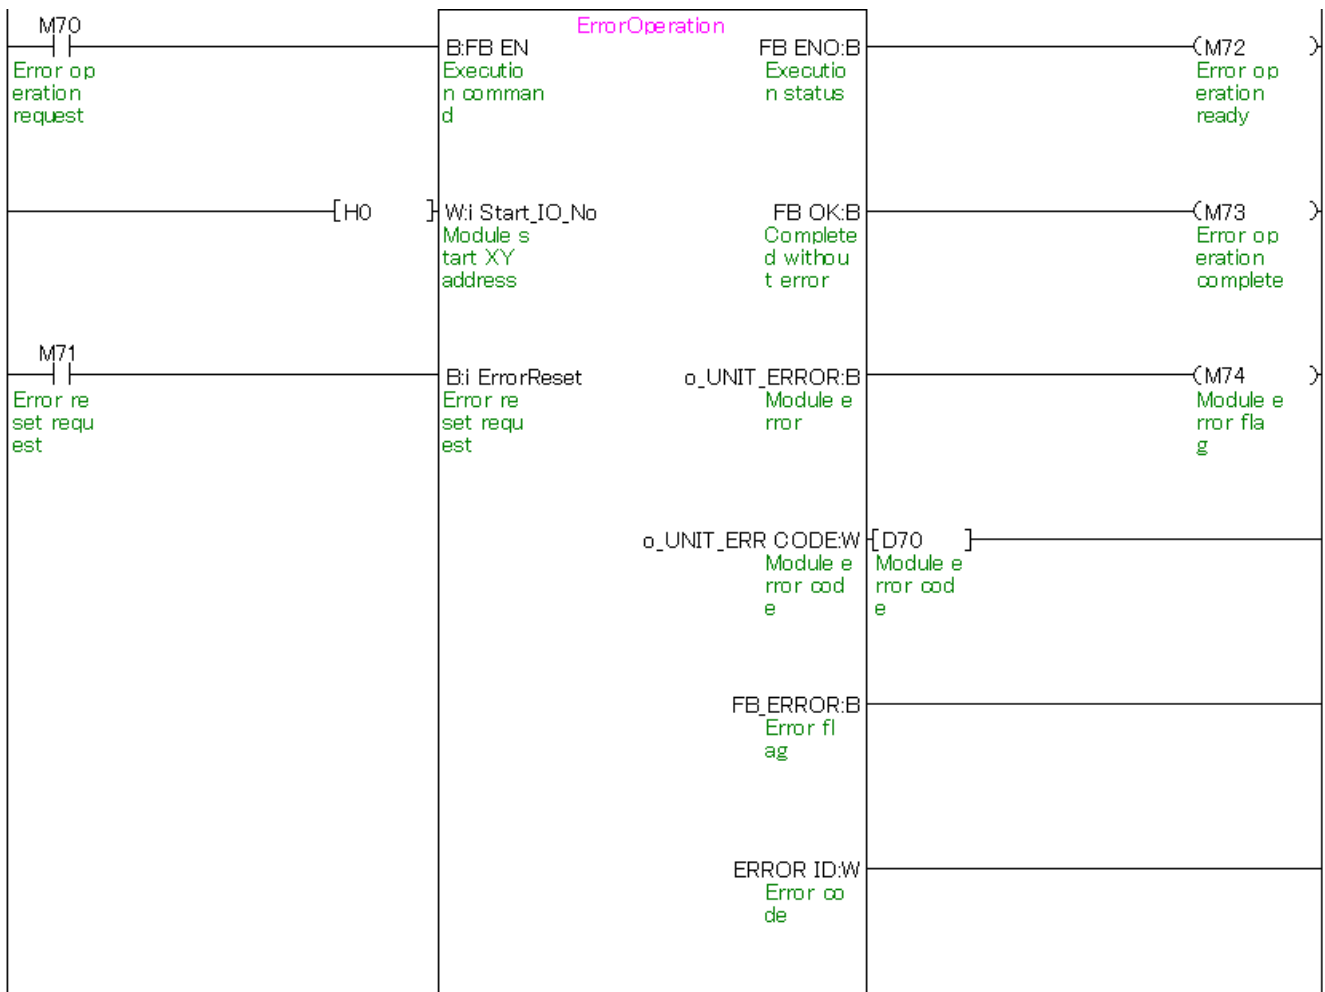 M70
ErrorOperation
B:FB EN
FB ENO:B
(M72 )
Error op
eration
request
Executio
n comman
d
Executio
n status
Error op
eration
ready
[H0 ]
W:i Start_IO_No
FB OK:B
(M73 )
Module s
tart XY
address
Complete
d withou
t error
Error op
eration
complete
M71
B:i ErrorReset
o_UNIT_ERROR:B
(M74 )
Error re
set requ
est
Error re
set requ
est
Module e
rror
Module e
rror fla
g
o_UNIT_ERR CODE:W
[D70 ]
Module e
rror cod
e
Module e
rror cod
e
FB_ERROR:B
Error fl
ag
ERROR ID:W
Error co
de